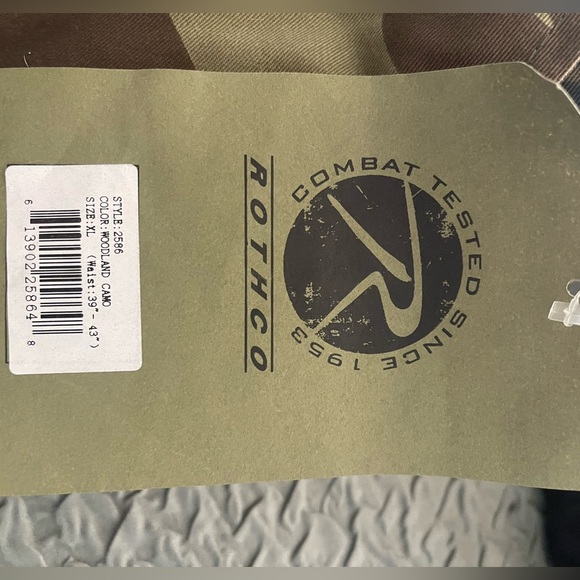 COMBAT TESTED SINCE 1953
R
ROTHCO
STYLE:2586
COLOR:WOODLAND CAMO
SIZE:XL (Waist:39"- 43")
6 13902 25864 8